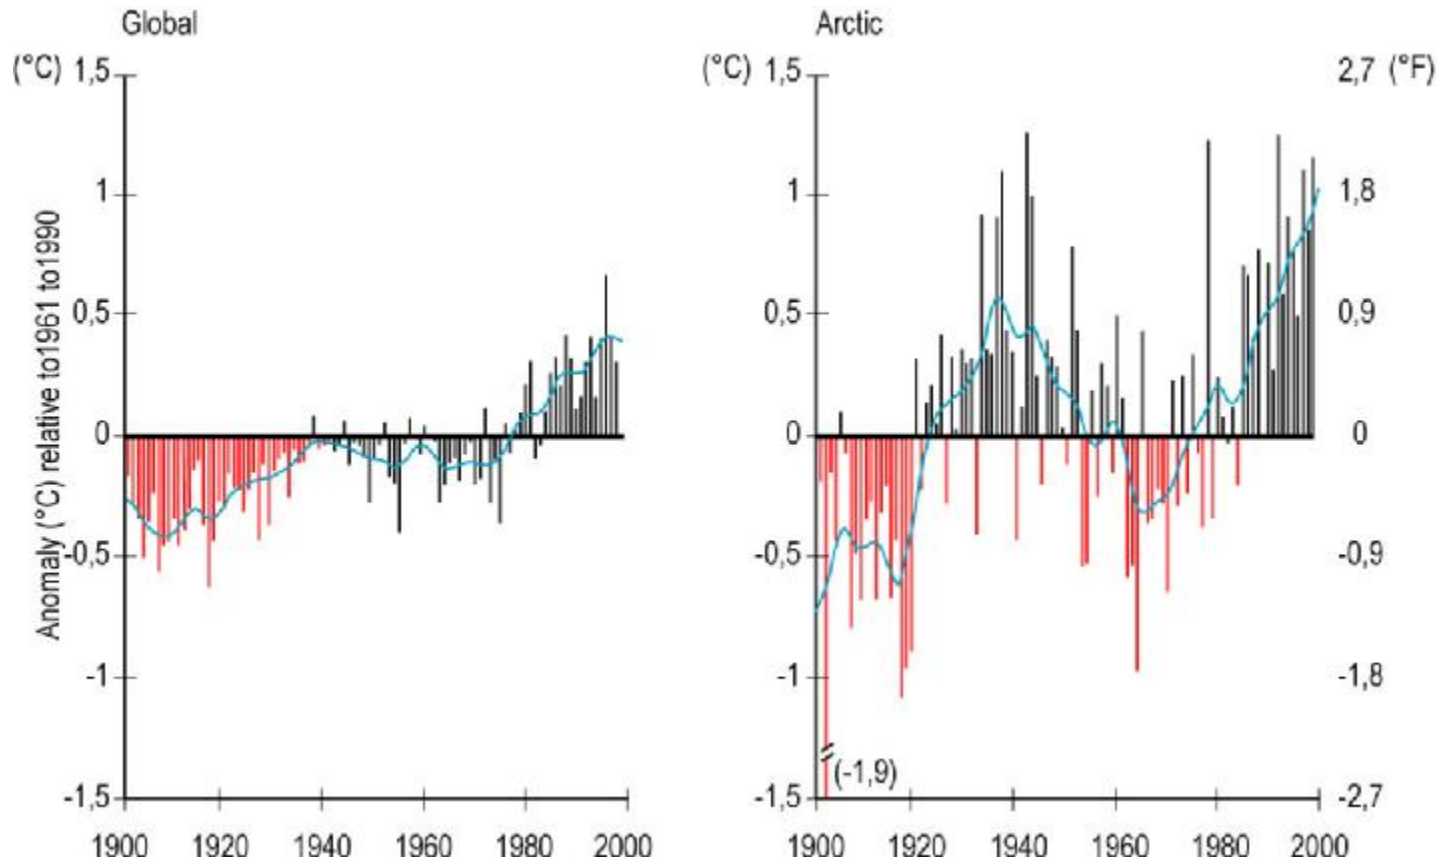 Global
(°C) 1,5
1
0,5
0
-0,5
-1
-1,5
Anomaly (°C) relative to1961 to1990
1900 1920 1940 1960 1980 2000
Arctic
(°C) 1,5
1
0,5
0
-0,5
-1
-1,5
(-1,9)
2,7 (°F)
1,8
0,9
0
-0,9
-1,8
-2,7
1900 1920 1940 1960 1980 2000